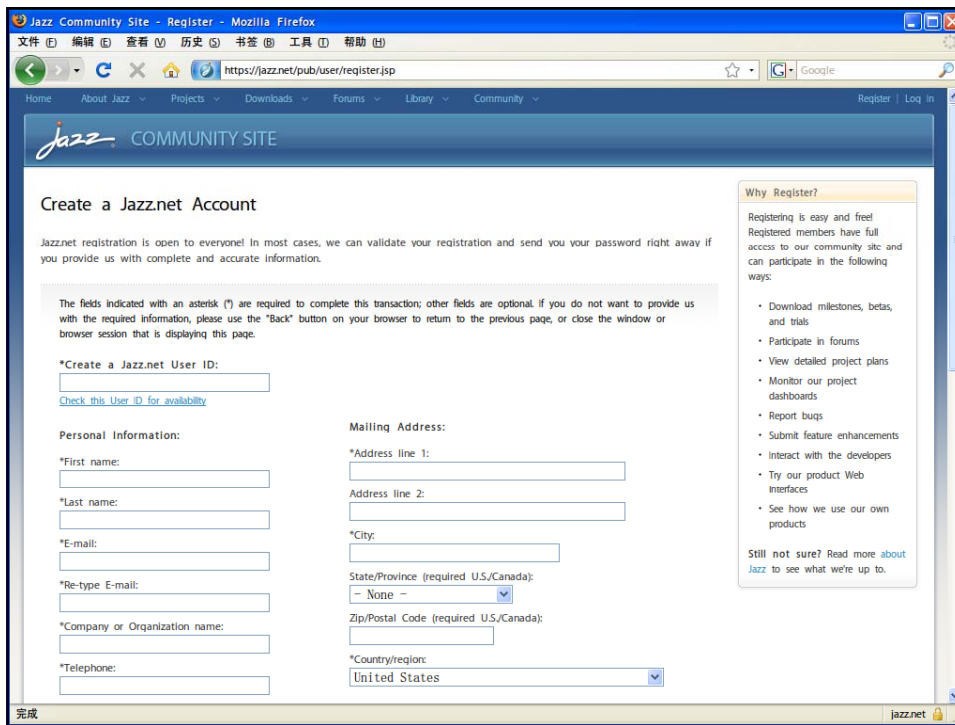 Jazz Community Site - Register - Mozilla Firefox
文件 (F) 编辑 (E) 查看 (V) 历史 (S) 书签 (B) 工具 (T) 帮助 (H)
https://jazz.net/pub/user/register.jsp
G Google
Home About Jazz Projects Downloads Forums Library Community Register | Log In
jazz COMMUNITY SITE
Create a Jazz.net Account
Jazz.net registration is open to everyone! In most cases, we can validate your registration and send you your password right away if
you provide us with complete and accurate information.
The fields indicated with an asterisk (*) are required to complete this transaction; other fields are optional. If you do not want to provide us
with the required information, please use the "Back" button on your browser to return to the previous page, or close the window or
browser session that is displaying this page.
*Create a Jazz.net User ID:
Check this User ID for availability
Personal Information:
*First name:
*Last name:
*E-mail:
*Re-type E-mail:
*Company or Organization name:
*Telephone:
Mailing Address:
*Address line 1:
Address line 2:
*City:
State/Province (required U.S./Canada):
- None -
Zip/Postal Code (required U.S./Canada):
*Country/region:
United States
Why Register?
Registering is easy and free!
Registered members have full
access to our community site and
can participate in the following
ways:
• Download milestones, betas,
and trials
• Participate in forums
• View detailed project plans
• Monitor our project
dashboards
• Report bugs
• Submit feature enhancements
• Interact with the developers
• Try our product Web
Interfaces
• See how we use our own
products
Still not sure? Read more about
Jazz to see what we're up to.
完成
jazz.net